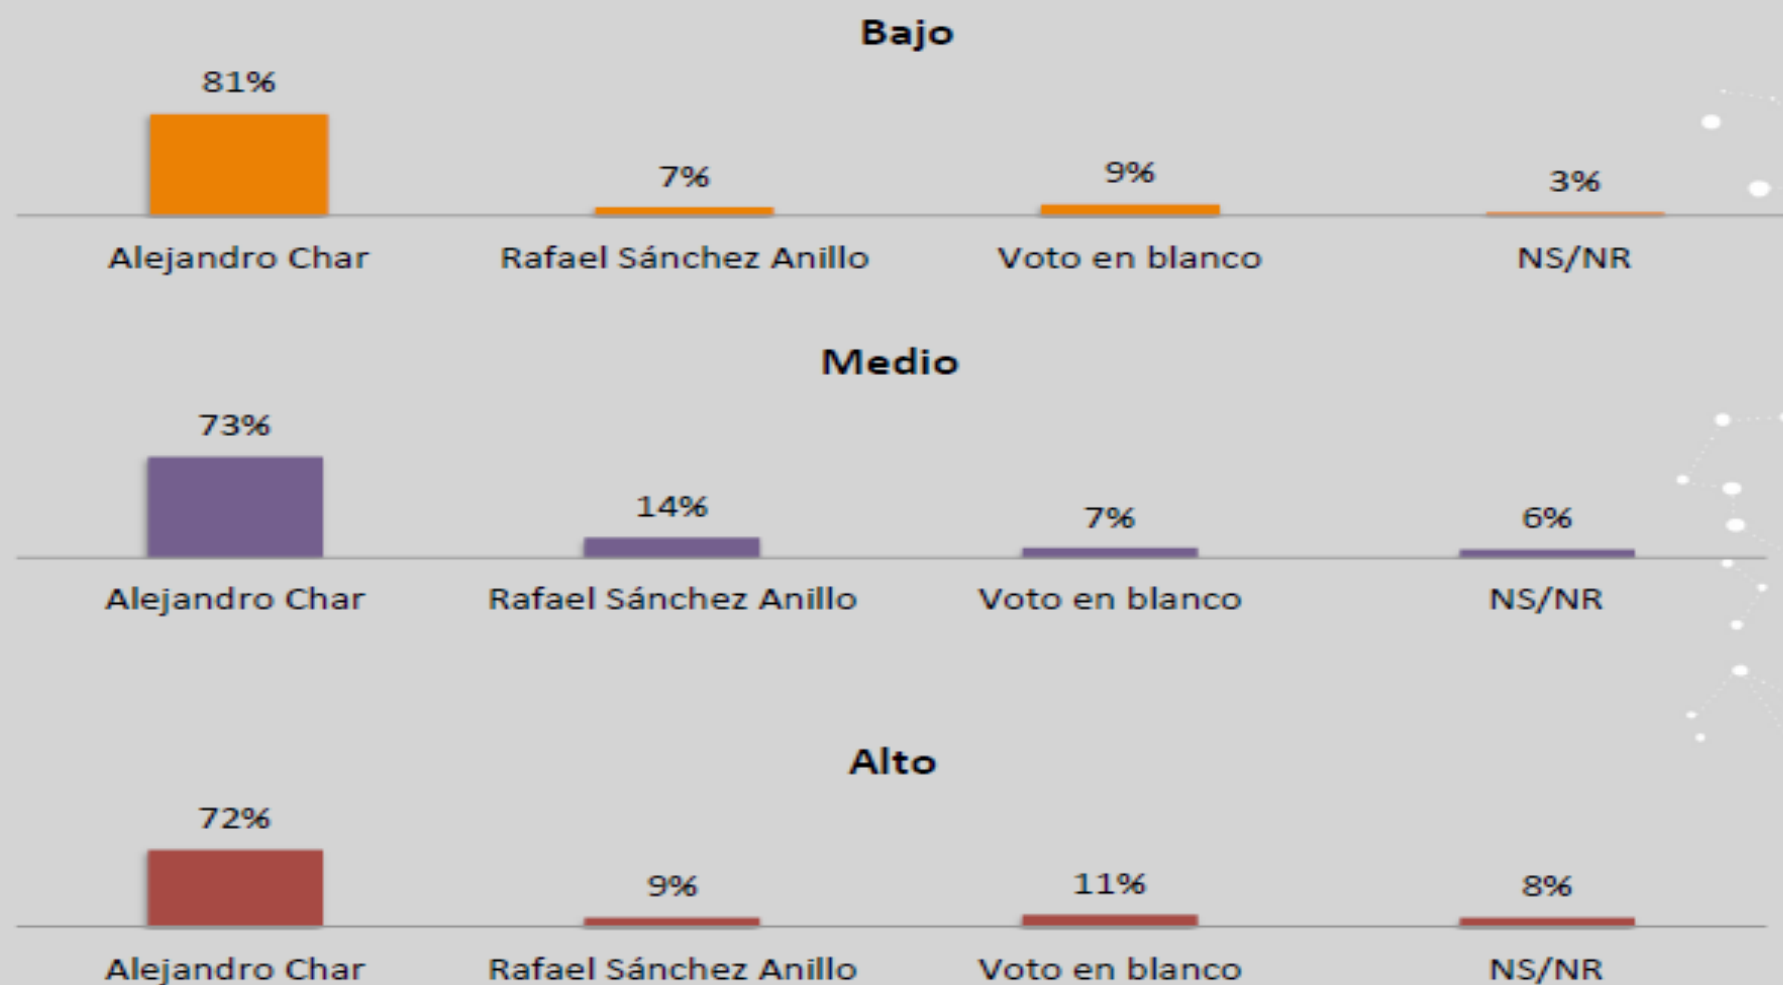 Bajo
81% 7% 9% 3%
Alejandro Char Rafael Sánchez Anillo Voto en blanco NS/NR
Medio
73% 14% 7% 6%
Alejandro Char Rafael Sánchez Anillo Voto en blanco NS/NR
Alto
72% 9% 11% 8%
Alejandro Char Rafael Sánchez Anillo Voto en blanco NS/NR